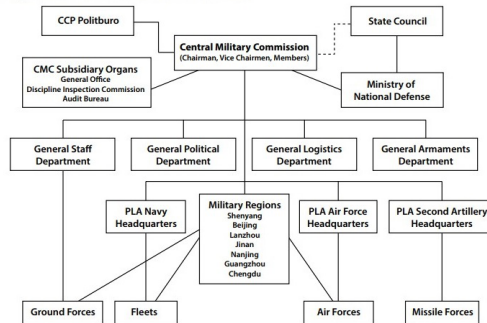 CCP Politburo
State Council
Central Military Commission
(Chairman, Vice Chairmen, Members)
CMC Subsidiary Organs
General Office
Discipline Inspection Commission
Audit Bureau
Ministry of
National Defense
General Staff
Department
General Political
Department
General Logistics
Department
General Armaments
Department
PLA Navy
Headquarters
Military Regions
Shenyang
Beijing
Lanzhou
Jinan
Nanjing
Guangzhou
Chengdu
PLA Air Force
Headquarters
PLA Second Artillery
Headquarters
Ground Forces
Fleets
Air Forces
Missile Forces